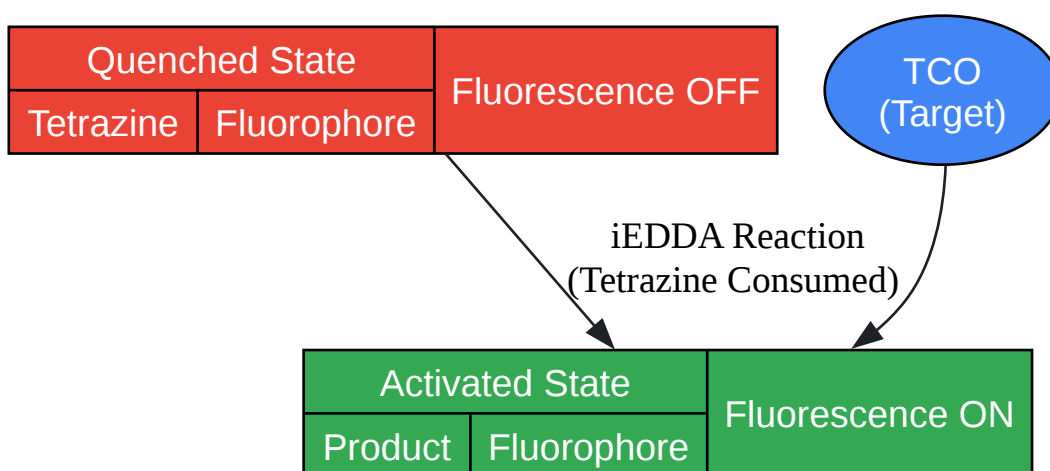 Quenched State
Tetrazine
Fluorophore
Fluorescence OFF
TCO
(Target)
iEDDA Reaction
(Tetrazine Consumed)
Activated State
Product
Fluorophore
Fluorescence ON